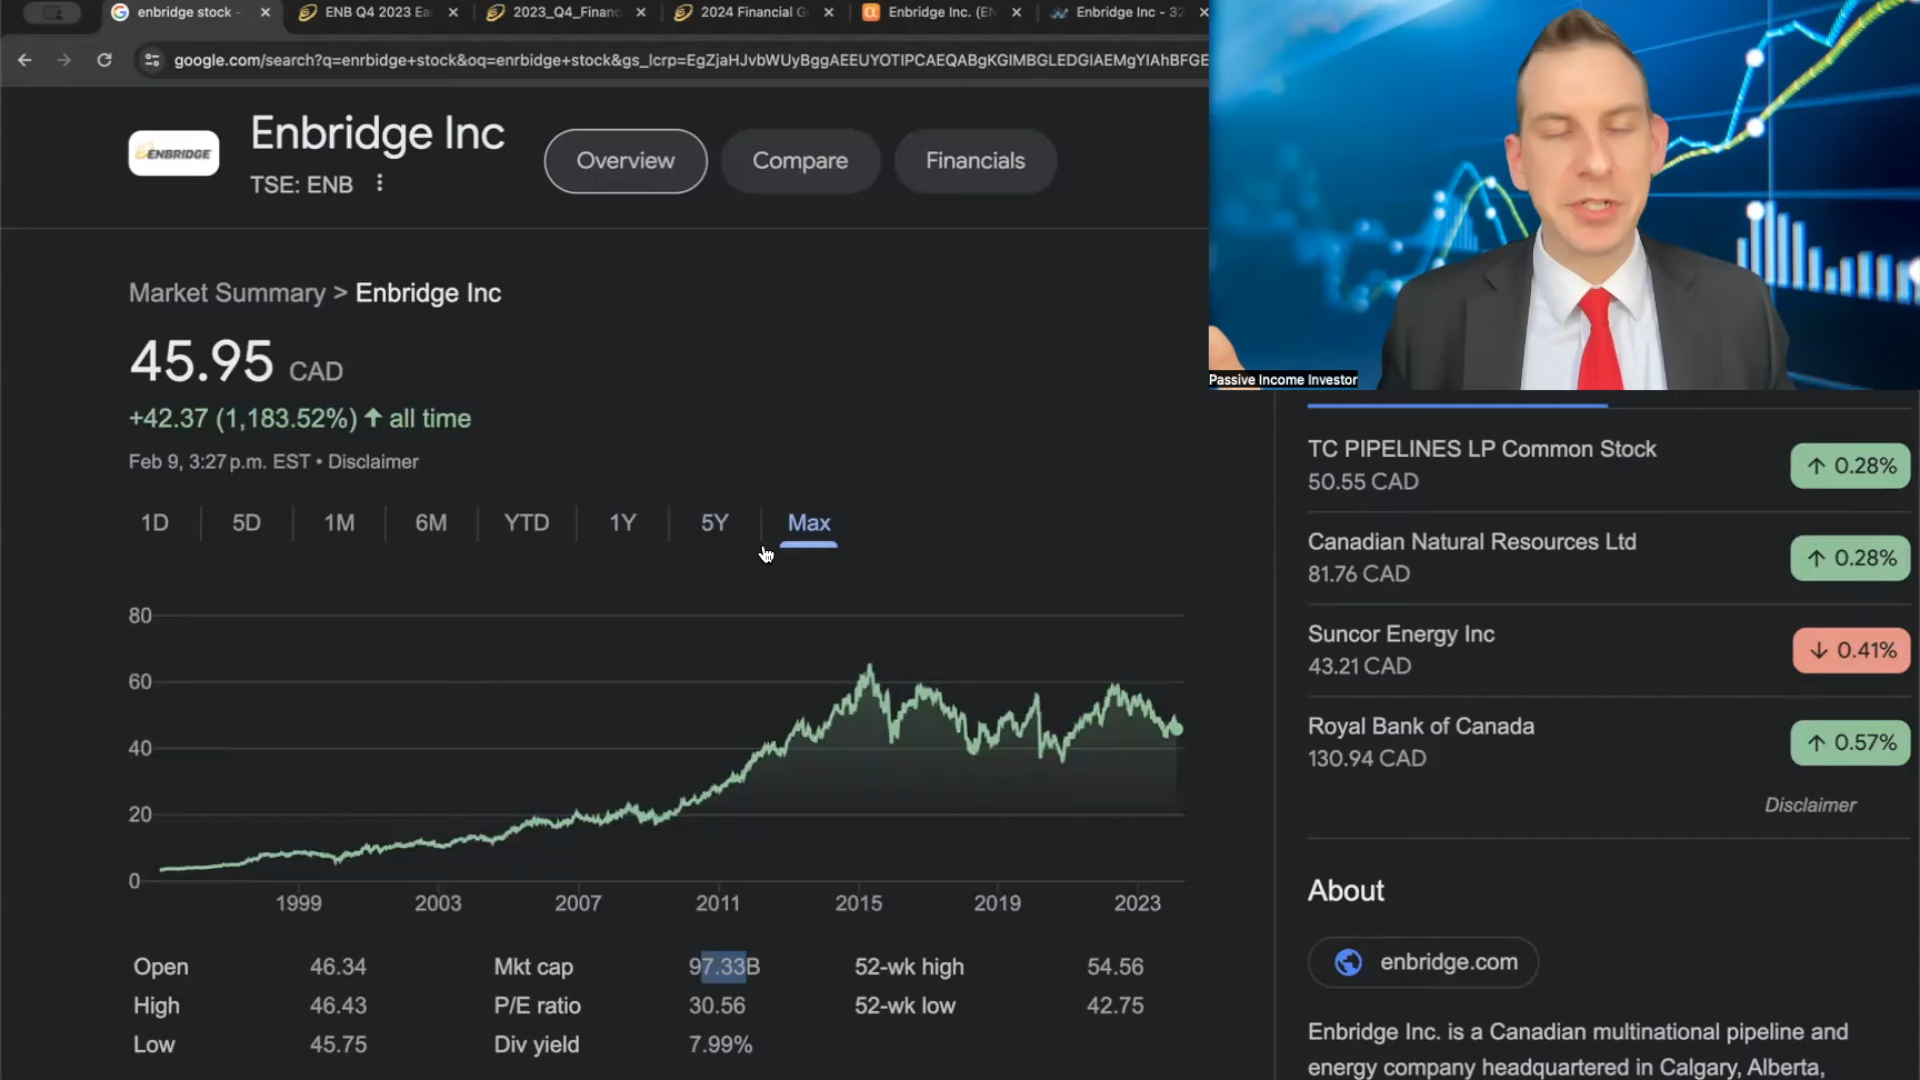 enbridge stock -
ENB Q4 2023 Ea
2023_Q4_Financ
2024 Financial G
Enbridge Inc. (EN
Enbridge Inc - 32
google.com/search?q=enrbidge+stock&oq=enrbidge+stock&gs_lcrp=EgZjaHJvbWUyBggAEEUYOTIPCAEQABgKGIMBGLEDGIAEMgYIAhBFGE
ENBRIDGE
Enbridge Inc
TSE: ENB
Overview
Compare
Financials
Passive Income Investor
Market Summary > Enbridge Inc
45.95 CAD
+42.37 (1,183.52%) ↑ all time
Feb 9, 3:27 p.m. EST • Disclaimer
1D
5D
1M
6M
YTD
1Y
5Y
Max
80
60
40
20
0
1999
2003
2007
2011
2015
2019
2023
Open 46.34
Mkt cap 97.33B
52-wk high 54.56
High 46.43
P/E ratio 30.56
52-wk low 42.75
Low 45.75
Div yield 7.99%
TC PIPELINES LP Common Stock
50.55 CAD
↑ 0.28%
Canadian Natural Resources Ltd
81.76 CAD
↑ 0.28%
Suncor Energy Inc
43.21 CAD
↓ 0.41%
Royal Bank of Canada
130.94 CAD
↑ 0.57%
Disclaimer
About
enbridge.com
Enbridge Inc. is a Canadian multinational pipeline and
energy company headquartered in Calgary, Alberta,